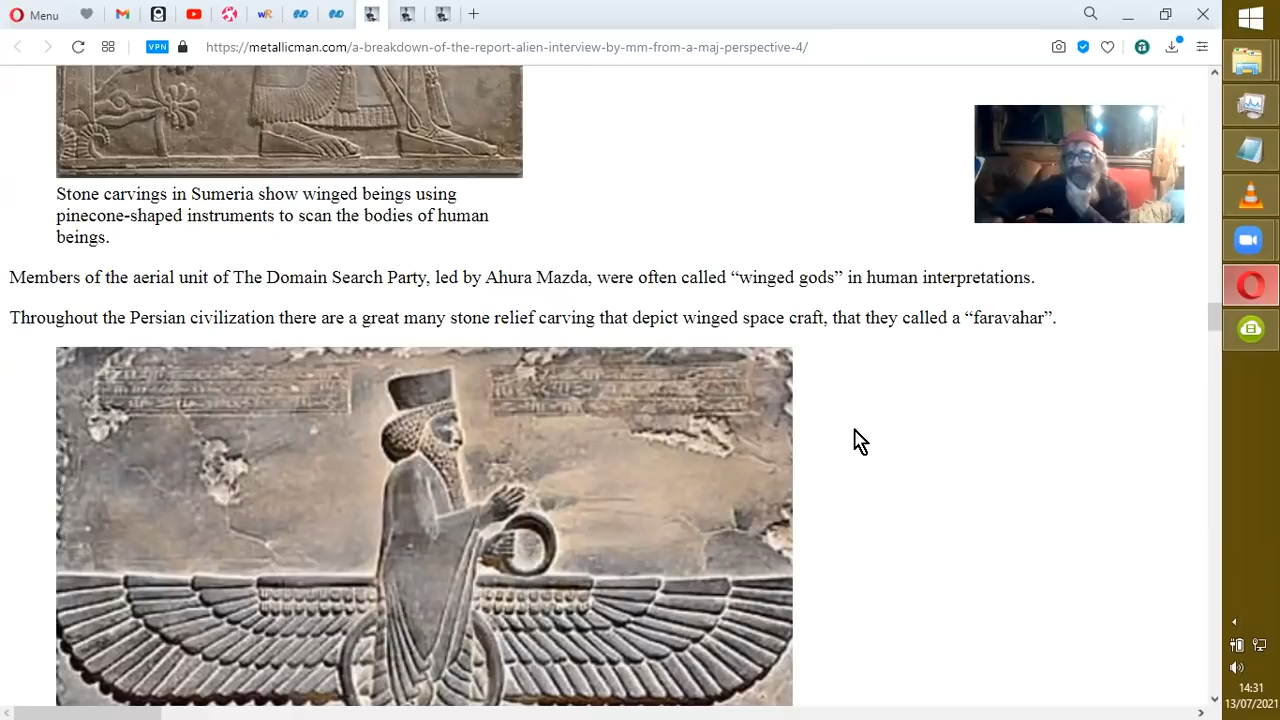 Menu
VPN
https://metallicman.com/a-breakdown-of-the-report-alien-interview-by-mm-from-a-maj-perspective-4/
Stone carvings in Sumeria show winged beings using
pinecone-shaped instruments to scan the bodies of human
beings.
Members of the aerial unit of The Domain Search Party, led by Ahura Mazda, were often called “winged gods” in human interpretations.
Throughout the Persian civilization there are a great many stone relief carving that depict winged space craft, that they called a “faravahar”.
14:31
13/07/2021